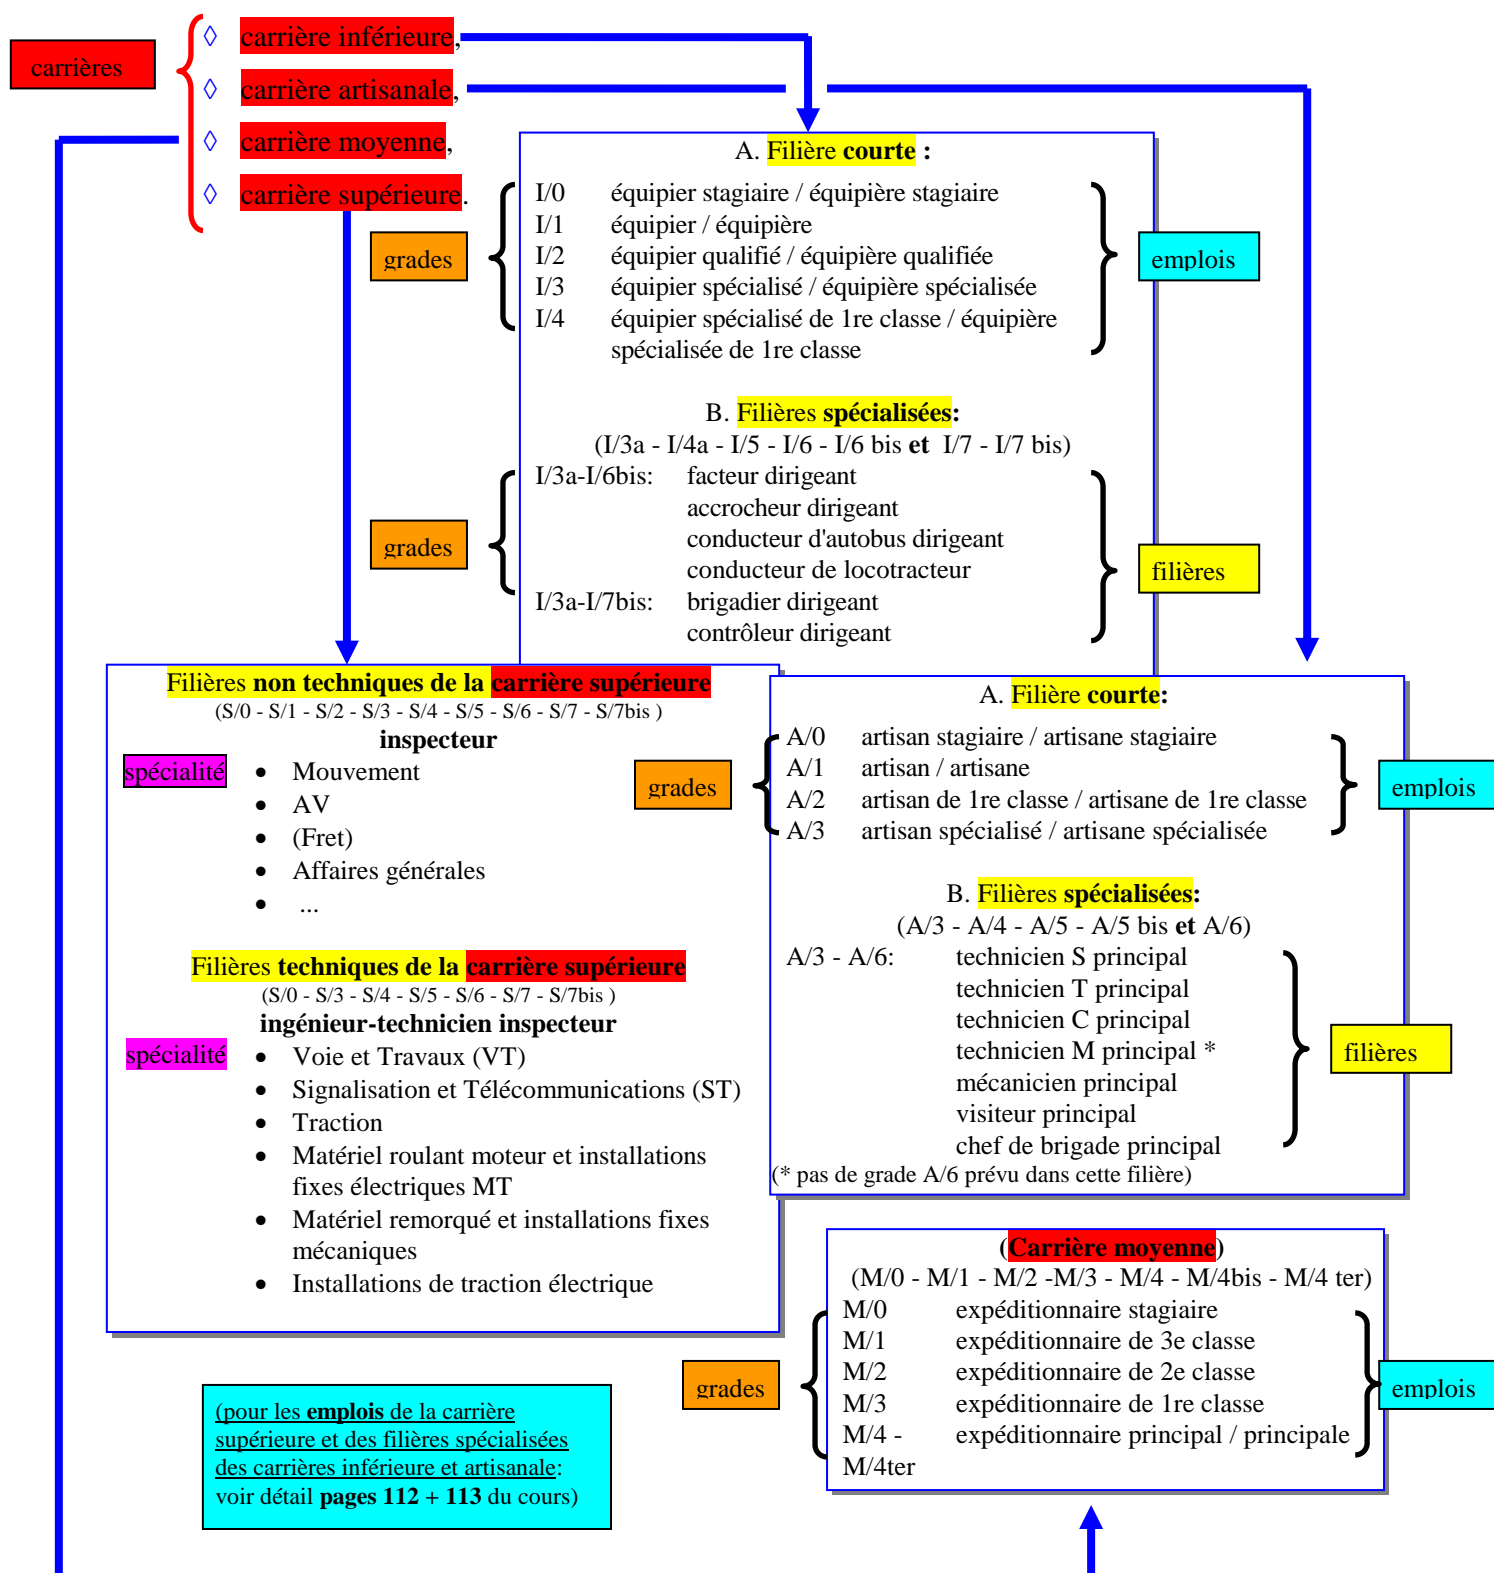 carrières
◊ carrière inférieure,
◊ carrière artisanale,
◊ carrière moyenne,
◊ carrière supérieure.
A. Filière courte :
grades
I/0 équipier stagiaire / équipière stagiaire
I/1 équipier / équipière
I/2 équipier qualifié / équipière qualifiée
I/3 équipier spécialisé / équipière spécialisée
I/4 équipier spécialisé de 1re classe / équipière
spécialisée de 1re classe
emplois
B. Filières spécialisées:
(I/3a - I/4a - I/5 - I/6 - I/6 bis et I/7 - I/7 bis)
grades
I/3a-I/6bis: facteur dirigeant
accrocheur dirigeant
conducteur d'autobus dirigeant
conducteur de locotracteur
I/3a-I/7bis: brigadier dirigeant
contrôleur dirigeant
filières
Filières non techniques de la carrière supérieure
(S/0 - S/1 - S/2 - S/3 - S/4 - S/5 - S/6 - S/7 - S/7bis )
inspecteur
spécialité
• Mouvement
• AV
• (Fret)
• Affaires générales
• ...
Filières techniques de la carrière supérieure
(S/0 - S/3 - S/4 - S/5 - S/6 - S/7 - S/7bis )
ingénieur-technicien inspecteur
spécialité
• Voie et Travaux (VT)
• Signalisation et Télécommunications (ST)
• Traction
• Matériel roulant moteur et installations
fixes électriques MT
• Matériel remorqué et installations fixes
mécaniques
• Installations de traction électrique
A. Filière courte:
grades
A/0 artisan stagiaire / artisane stagiaire
A/1 artisan / artisane
A/2 artisan de 1re classe / artisane de 1re classe
A/3 artisan spécialisé / artisane spécialisée
emplois
B. Filières spécialisées:
(A/3 - A/4 - A/5 - A/5 bis et A/6)
A/3 - A/6: technicien S principal
technicien T principal
technicien C principal
technicien M principal *
mécanicien principal
visiteur principal
chef de brigade principal
(* pas de grade A/6 prévu dans cette filière)
filières
(Carrière moyenne)
(M/0 - M/1 - M/2 -M/3 - M/4 - M/4bis - M/4 ter)
grades
M/0 expéditionnaire stagiaire
M/1 expéditionnaire de 3e classe
M/2 expéditionnaire de 2e classe
M/3 expéditionnaire de 1re classe
M/4 - expéditionnaire principal / principale
M/4ter
emplois
(pour les emplois de la carrière
supérieure et des filières spécialisées
des carrières inférieure et artisanale:
voir détail pages 112 + 113 du cours)